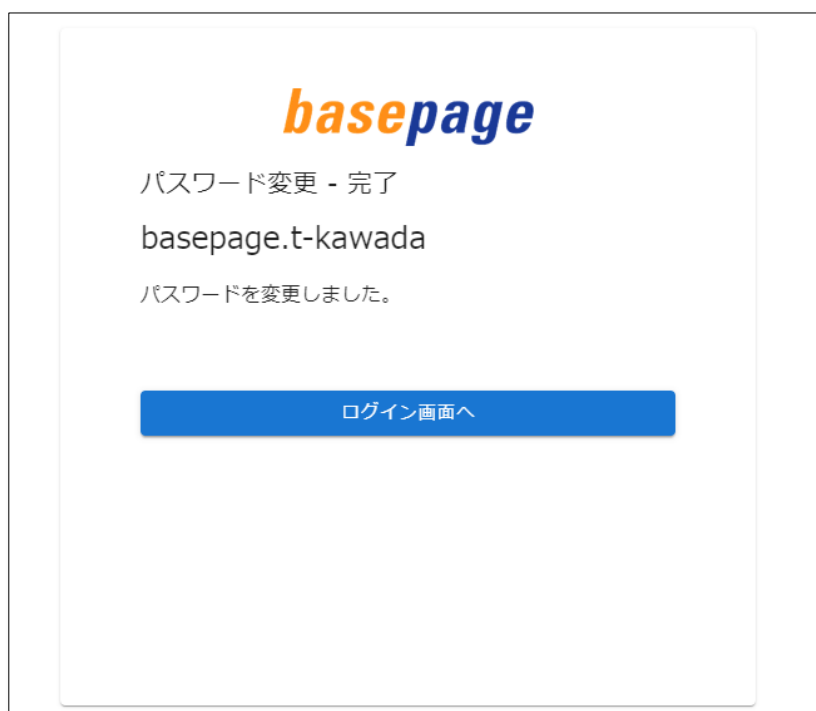 basepage
パスワード変更 - 完了
basepage.t-kawada
パスワードを変更しました。
ログイン画面へ